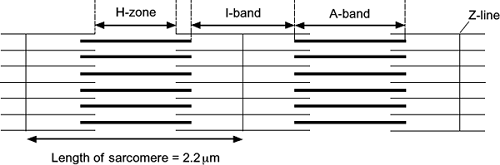 H-zone I-band A-band Z-line
Length of sarcomere = 2.2 μm